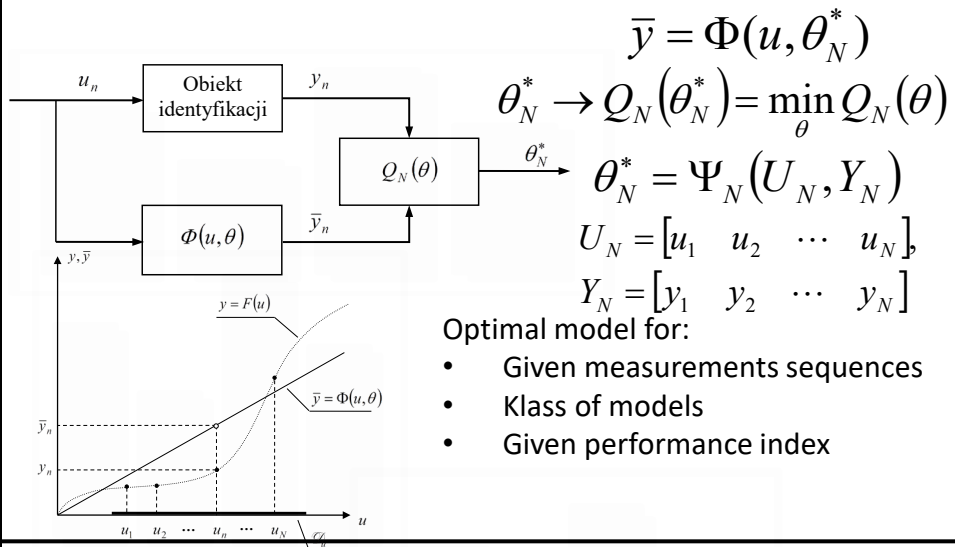 u_n
Obiekt
identyfikacji
y_n
Q_N(θ)
θ*_N
Φ(u,θ)
ȳ_n
y, ȳ
y = F(u)
ȳ = Φ(u,θ)
ȳ_n
y_n
u_1 u_2 ⋯ u_n ⋯ u_N
u
ȳ = Φ(u,θ*_N)
θ*_N → Q_N(θ*_N) = min_θ Q_N(θ)
θ*_N = Ψ_N(U_N, Y_N)
U_N = [u_1 u_2 ⋯ u_N],
Y_N = [y_1 y_2 ⋯ y_N]
Optimal model for:
• Given measurements sequences
• Klass of models
• Given performance index